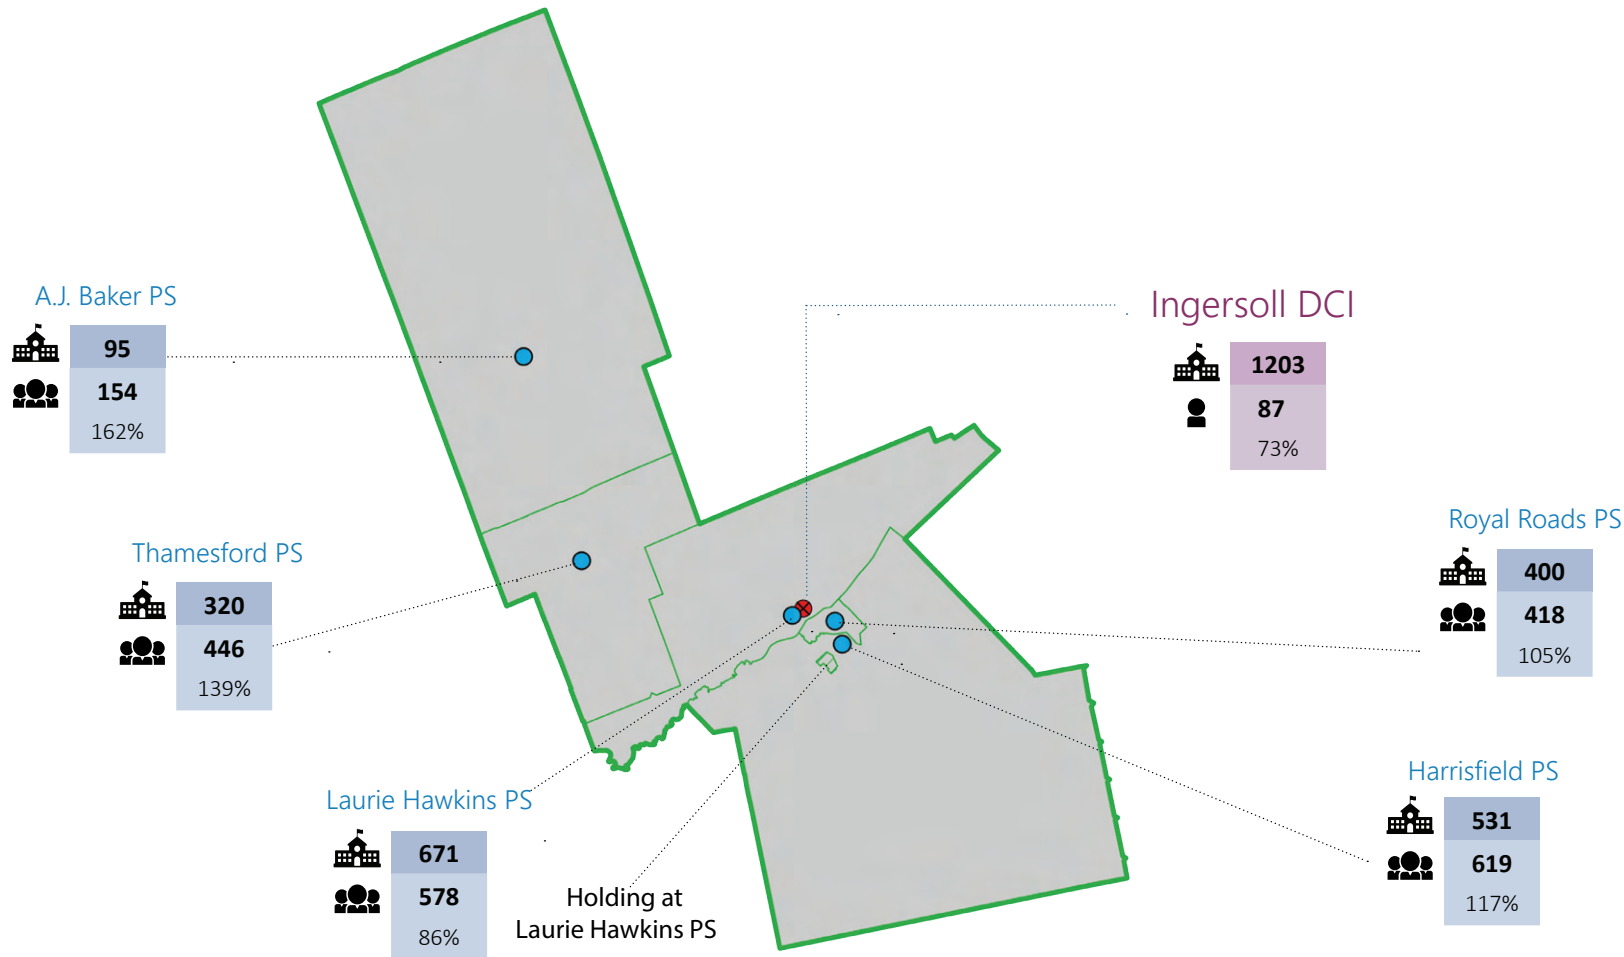 A.J. Baker PS
95
154
162%
Ingersoll DCI
1203
87
73%
Royal Roads PS
400
418
105%
Thamesford PS
320
446
139%
Harrisfield PS
531
619
117%
Laurie Hawkins PS
671
578
86%
Holding at
Laurie Hawkins PS